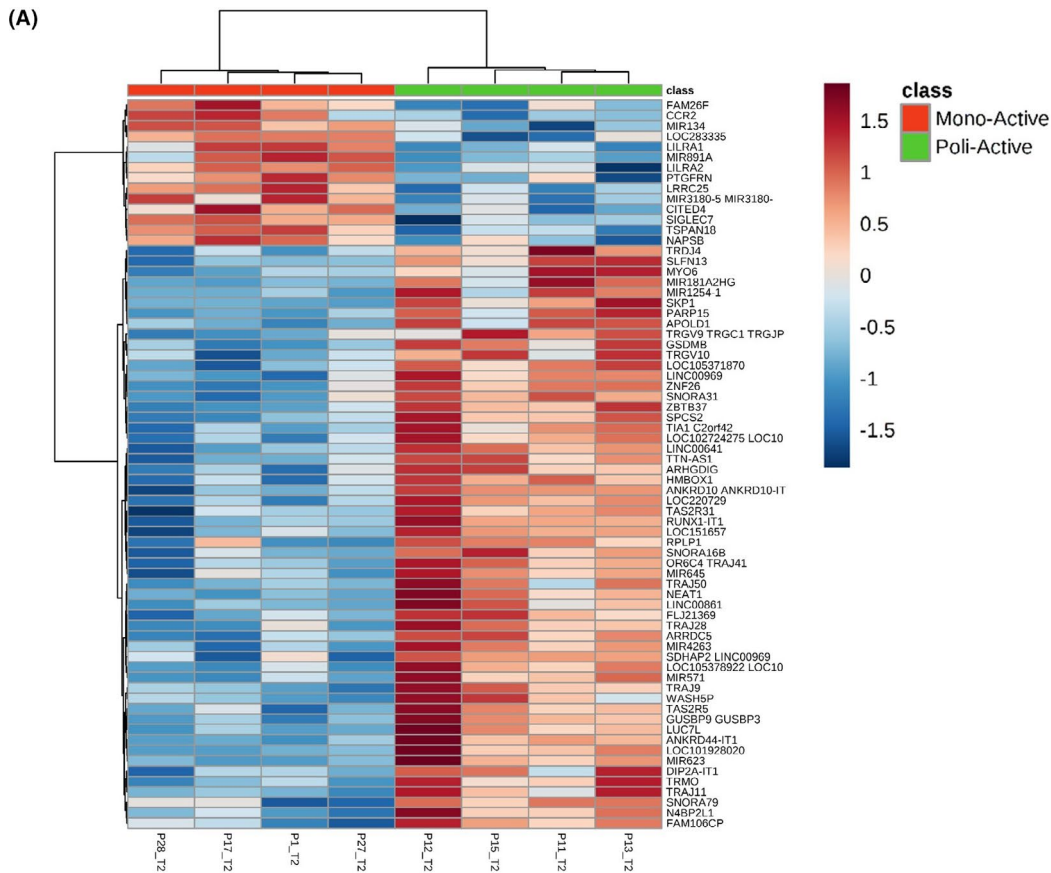 (A)
class
FAM26F
CCR2
MIR134
LOC283335
LILRA1
MIR891A
LILRA2
PTGFRN
LRRC25
MIR3180-5 MIR3180-
CITED4
SIGLEC7
TSPAN18
NAPSB
TRDJ4
SLFN13
MYO6
MIR181A2HG
MIR1254-1
SKP1
PARP15
APOLD1
TRGV9 TRGC1 TRGJP
GSDMB
TRGV10
LOC105371870
LINC00969
ZNF26
SNORA31
ZBTB37
SPCS2
TIA1 C2orf42
LOC102724275 LOC10
LINC00641
TTN-AS1
ARHGDIG
HMBOX1
ANKRD10 ANKRD10-IT
LOC220729
TAS2R31
RUNX1-IT1
LOC151657
RPLP1
SNORA16B
OR6C4 TRAJ41
MIR645
TRAJ50
NEAT1
LINC00861
FLJ21369
TRAJ28
ARRDC5
MIR4263
SDHAP2 LINC00969
LOC105378922 LOC10
MIR571
TRAJ9
WASH5P
TAS2R5
GUSBP9 GUSBP3
LUC7L
ANKRD44-IT1
LOC101928020
MIR623
DIP2A-IT1
TRMO
TRAJ11
SNORA79
N4BP2L1
FAM106CP
P28_T2
P17_T2
P1_T2
P27_T2
P12_T2
P15_T2
P11_T2
P13_T2
1.5
1
0.5
0
-0.5
-1
-1.5
class
Mono-Active
Poli-Active